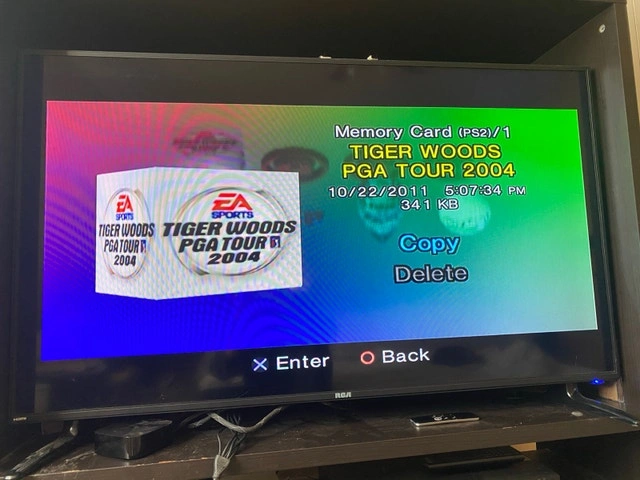 Memory Card (PS2)/1
TIGER WOODS
PGA TOUR 2004
10/22/2011 5:07:34 PM
341 KB
Copy
Delete
EA
SPORTS
TIGER WOODS
PGA TOUR
2004
EA
SPORTS
TIGER WOODS
PGA TOUR
2004
Enter
Back
RCA